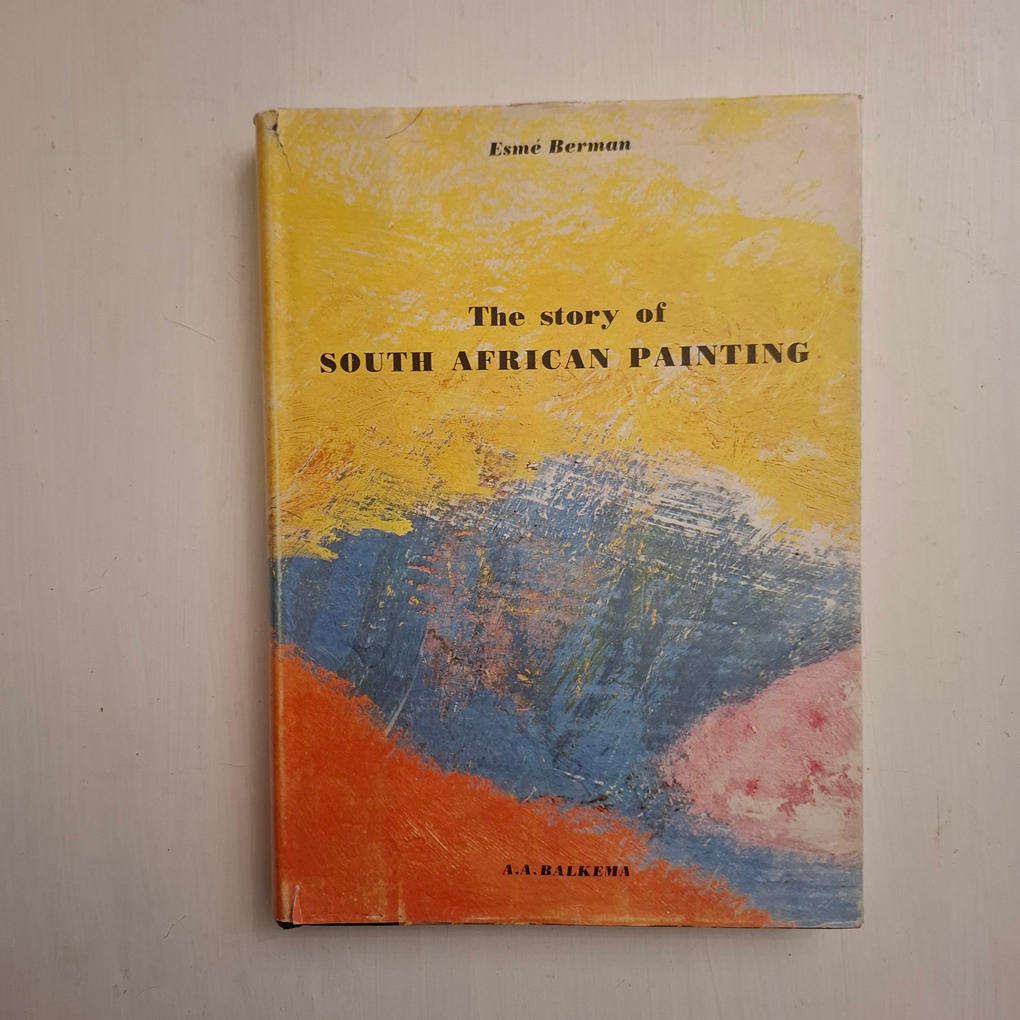 Esmé Berman
The story of
SOUTH AFRICAN PAINTING
A.A.BALKEMA